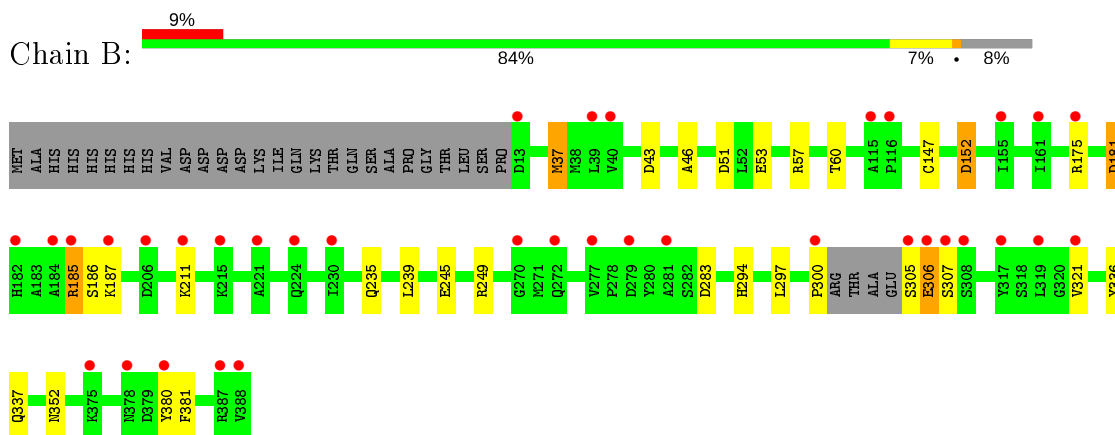 9%
Chain B:
84% 7% • 8%
MET ALA HIS HIS HIS HIS HIS HIS VAL ASP ASP ASP ASP LYS ILE GLN LYS THR GLN SER ALA PRO GLY THR LEU SER PRO D13 M37 M38 L39 V40 D43 A46 D51 L52 E53 R57 T60 A115 P116 C147 D152 I155 I161 R175 D181
H182 A183 A184 R185 S186 K187 D206 K211 K215 A221 Q224 I230 Q235 L239 E245 R249 G270 M271 Q272 V277 P278 D279 Y280 A281 S282 D283 H294 L297 P300 ARG THR ALA GLU S305 E306 S307 S308 Y317 S318 L319 G320 V321 Y336
Q337 N352 K375 N378 D379 Y380 F381 R387 V388